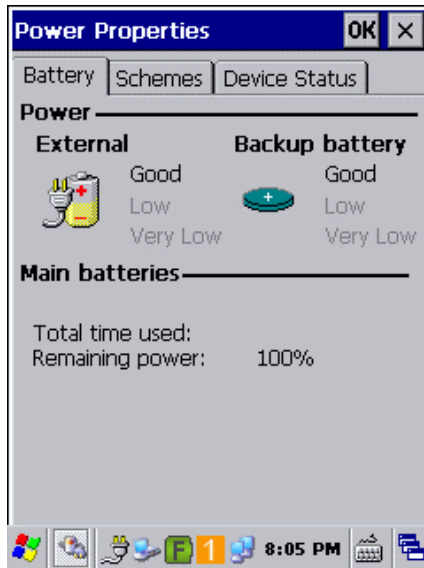 Power Properties OK ×
Battery Schemes Device Status
Power
External Backup battery
Good Good
Low Low
Very Low Very Low
Main batteries
Total time used:
Remaining power: 100%
F 1 8:05 PM